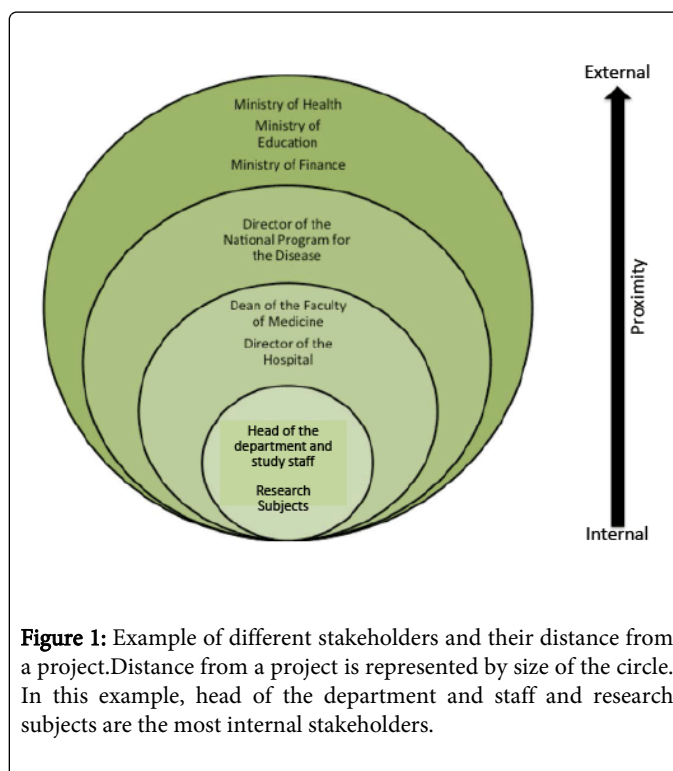 External
Ministry of Health
Ministry of
Education
Ministry of Finance
Director of the
National Program for
the Disease
Dean of the Faculty
of Medicine
Director of the
Hospital
Head of the
department and
study staff
Research
Subjects
Proximity
Internal
Figure 1: Example of different stakeholders and their distance from
a project.Distance from a project is represented by size of the circle.
In this example, head of the department and staff and research
subjects are the most internal stakeholders.